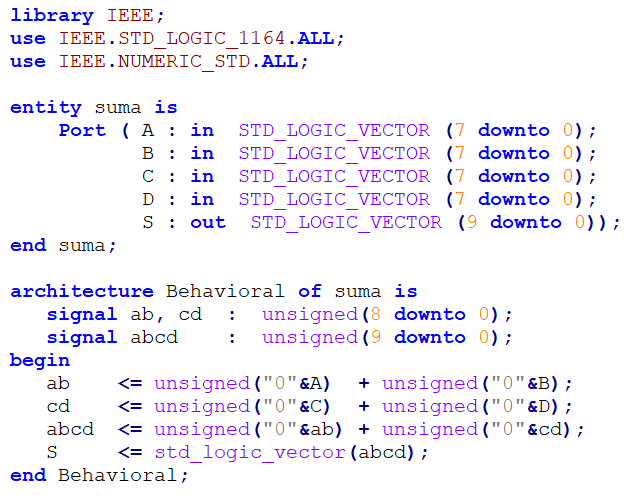 library IEEE;
use IEEE.STD_LOGIC_1164.ALL;
use IEEE.NUMERIC_STD.ALL;

entity suma is
    Port ( A : in  STD_LOGIC_VECTOR (7 downto 0);
           B : in  STD_LOGIC_VECTOR (7 downto 0);
           C : in  STD_LOGIC_VECTOR (7 downto 0);
           D : in  STD_LOGIC_VECTOR (7 downto 0);
           S : out  STD_LOGIC_VECTOR (9 downto 0));
end suma;

architecture Behavioral of suma is
   signal ab, cd  :  unsigned(8 downto 0);
   signal abcd    :  unsigned(9 downto 0);
begin
   ab    <= unsigned("0"&A)  + unsigned("0"&B);
   cd    <= unsigned("0"&C)  + unsigned("0"&D);
   abcd  <= unsigned("0"&ab) + unsigned("0"&cd);
   S     <= std_logic_vector(abcd);
end Behavioral;